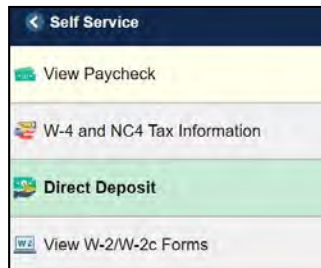 Self Service
View Paycheck
W-4 and NC4 Tax Information
Direct Deposit
View W-2/W-2c Forms